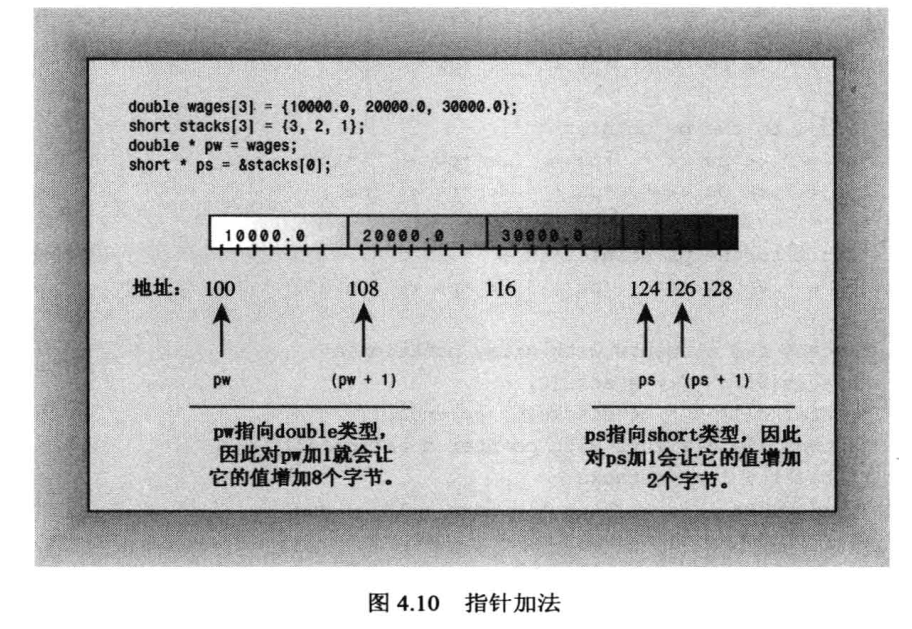 double wages[3] = {10000.0, 20000.0, 30000.0};
short stacks[3] = {3, 2, 1};
double * pw = wages;
short * ps = &stacks[0];
10000.0 20000.0 30000.0 3 2 1
地址： 100 108 116 124 126 128
pw (pw + 1) ps (ps + 1)
pw指向double类型，
因此对pw加1就会让
它的值增加8个字节。
ps指向short类型，因此
对ps加1会让它的值增加
2个字节。
图 4.10 指针加法